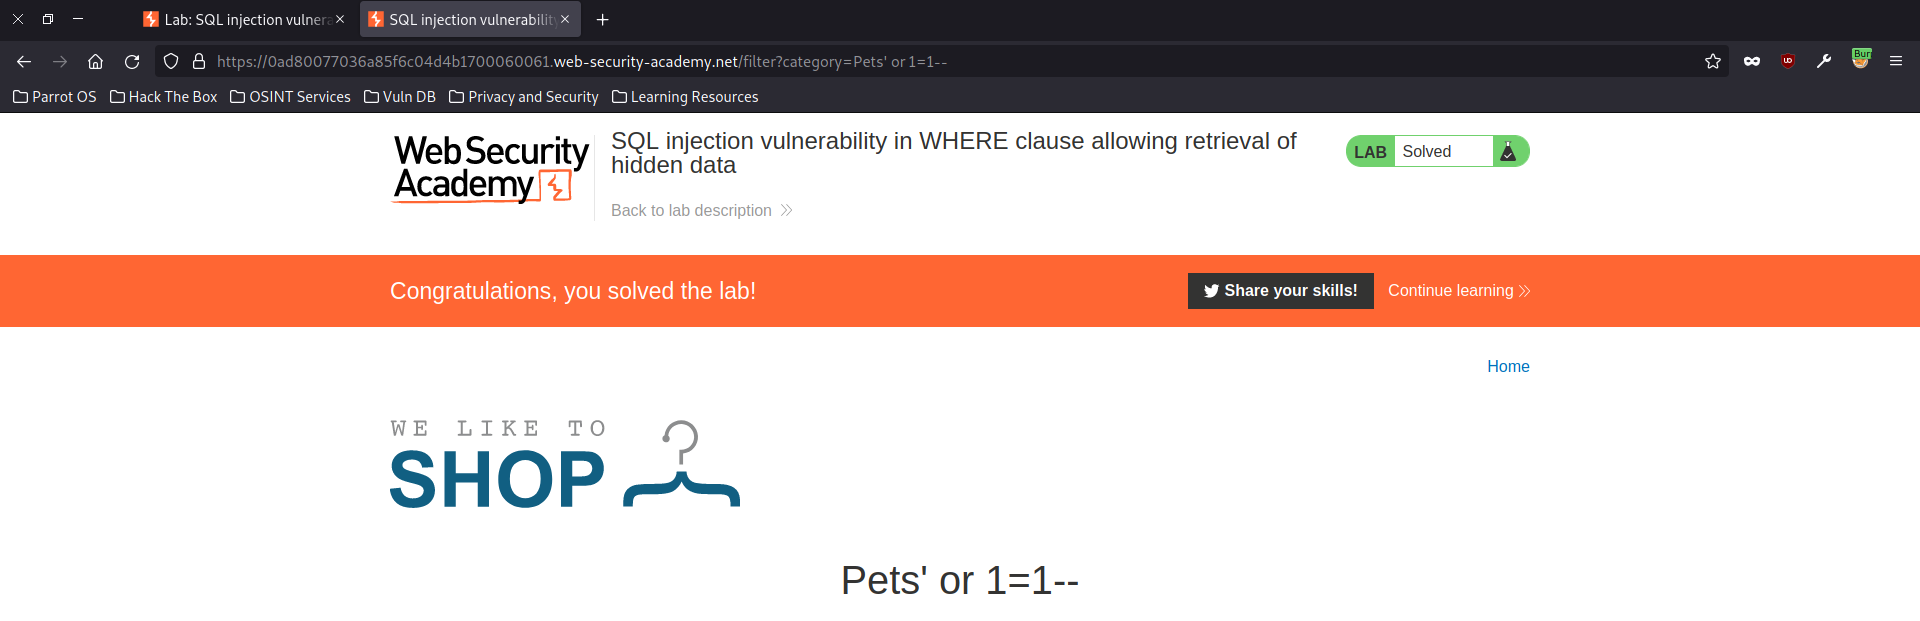 Lab: SQL injection vulnera
SQL injection vulnerability
https://0ad80077036a85f6c04d4b1700060061.web-security-academy.net/filter?category=Pets' or 1=1--
Bur
Parrot OS Hack The Box OSINT Services Vuln DB Privacy and Security Learning Resources
Web Security
Academy
SQL injection vulnerability in WHERE clause allowing retrieval of
hidden data
Back to lab description
LAB Solved
Congratulations, you solved the lab!
Share your skills!
Continue learning
Home
WE LIKE TO
SHOP
Pets' or 1=1--